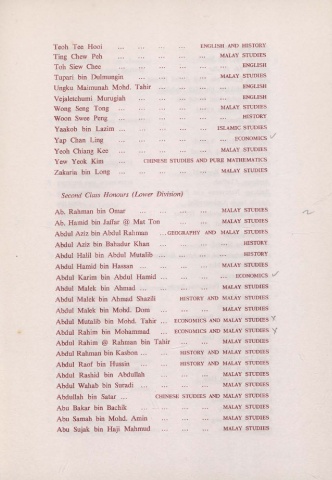 Teoh Tee Hooi ... ... ... ... ENGLISH AND HISTORY
Ting Chew Peh ... ... ... ... MALAY STUDIES
Toh Siew Chee ... ... ... ... ... ENGLISH
Tupari bin Dulmungin ... ... ... ... MALAY STUDIES
Ungku Maimunah Mohd. Tahir ... ... ... ... ENGLISH
Vejaletchumi Murugiah ... ... ... ... ENGLISH
Wong Seng Tong ... ... ... ... MALAY STUDIES
Woon Swee Peng ... ... ... ... ... HISTORY
Yaakob bin Lazim ... ... ... ... ISLAMIC STUDIES
Yap Chan Ling ... ... ... ... ... ECONOMICS
Yeoh Chiang Kee ... ... ... ... MALAY STUDIES
Yew Yeok Kim ... CHINESE STUDIES AND PURE MATHEMATICS
Zakaria bin Long ... ... ... ... MALAY STUDIES
Second Class Honours (Lower Division)
Ab. Rahman bin Omar ... ... ... MALAY STUDIES
Ab. Hamid bin Jaffar @ Mat Ton ... ... MALAY STUDIES
Abdul Aziz bin Abdul Rahman ... GEOGRAPHY AND MALAY STUDIES
Abdul Aziz bin Bahadur Khan ... ... ... HISTORY
Abdul Halil bin Abdul Mutalib ... ... ... ... HISTORY
Abdul Hamid bin Hassan ... ... ... ... MALAY STUDIES
Abdul Karim bin Abdul Hamid ... ... ... ... ECONOMICS
Abdul Malek bin Ahmad ... ... ... ... MALAY STUDIES
Abdul Malek bin Ahmad Shazili ... HISTORY AND MALAY STUDIES
Abdul Malek bin Mohd. Dom ... ... ... MALAY STUDIES
Abdul Mutalib bin Mohd. Tahir ... ECONOMICS AND MALAY STUDIES
Abdul Rahim bin Mohammad ... ECONOMICS AND MALAY STUDIES
Abdul Rahim @ Rahman bin Tahir ... ... MALAY STUDIES
Abdul Rahman bin Kashon ... ... HISTORY AND MALAY STUDIES
Abdul Raof bin Hussin ... HISTORY AND MALAY STUDIES
Abdul Rashid bin Abdullah ... ... ... MALAY STUDIES
Abdul Wahab bin Surauli ... ... ... ... MALAY STUDIES
Abdullah bin Satar ... CHINESE STUDIES AND MALAY STUDIES
Abu Bakar bin Bachik ... ... ... ... MALAY STUDIES
Abu Samah bin Mohd. Amin ... ... ... MALAY STUDIES
Abu Sujak bin Haji Mahmud ... ... ... MALAY STUDIES